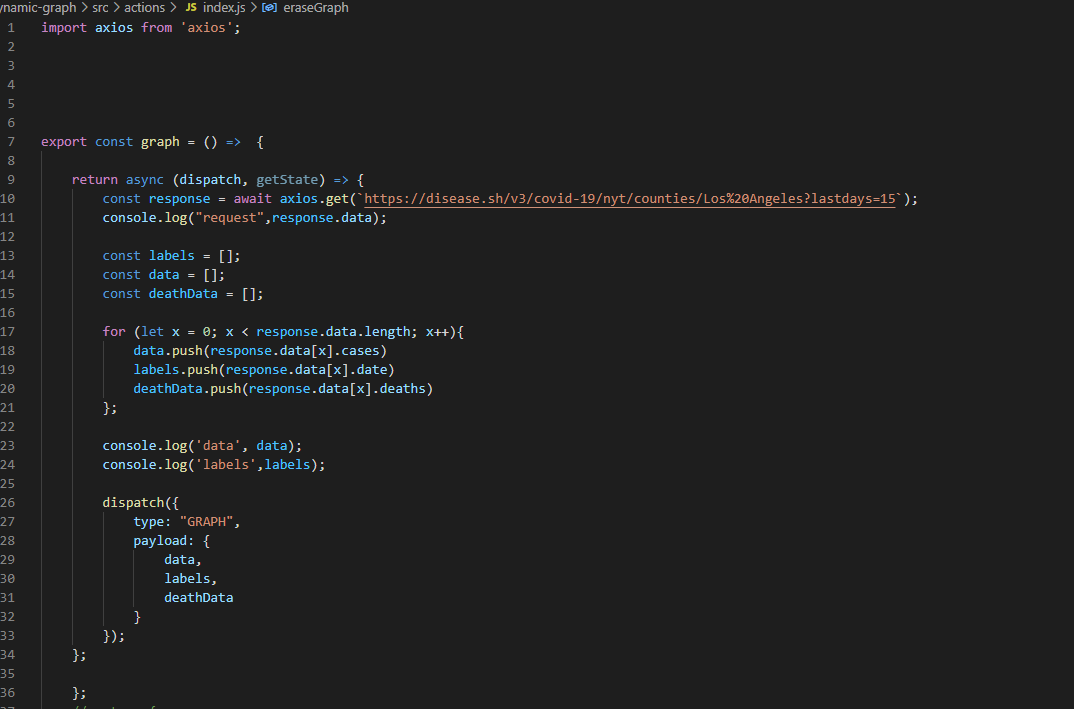 ynamic-graph > src > actions > JS index.js > eraseGraph
1 import axios from 'axios';
2
3
4
5
6
7 export const graph = () => {
8
9 return async (dispatch, getState) => {
10 const response = await axios.get(`https://disease.sh/v3/covid-19/nyt/counties/Los%20Angeles?lastdays=15`);
11 console.log("request",response.data);
12
13 const labels = [];
14 const data = [];
15 const deathData = [];
16
17 for (let x = 0; x < response.data.length; x++){
18 data.push(response.data[x].cases)
19 labels.push(response.data[x].date)
20 deathData.push(response.data[x].deaths)
21 };
22
23 console.log('data', data);
24 console.log('labels',labels);
25
26 dispatch({
27 type: "GRAPH",
28 payload: {
29 data,
30 labels,
31 deathData
32 }
33 });
34 };
35
36 };